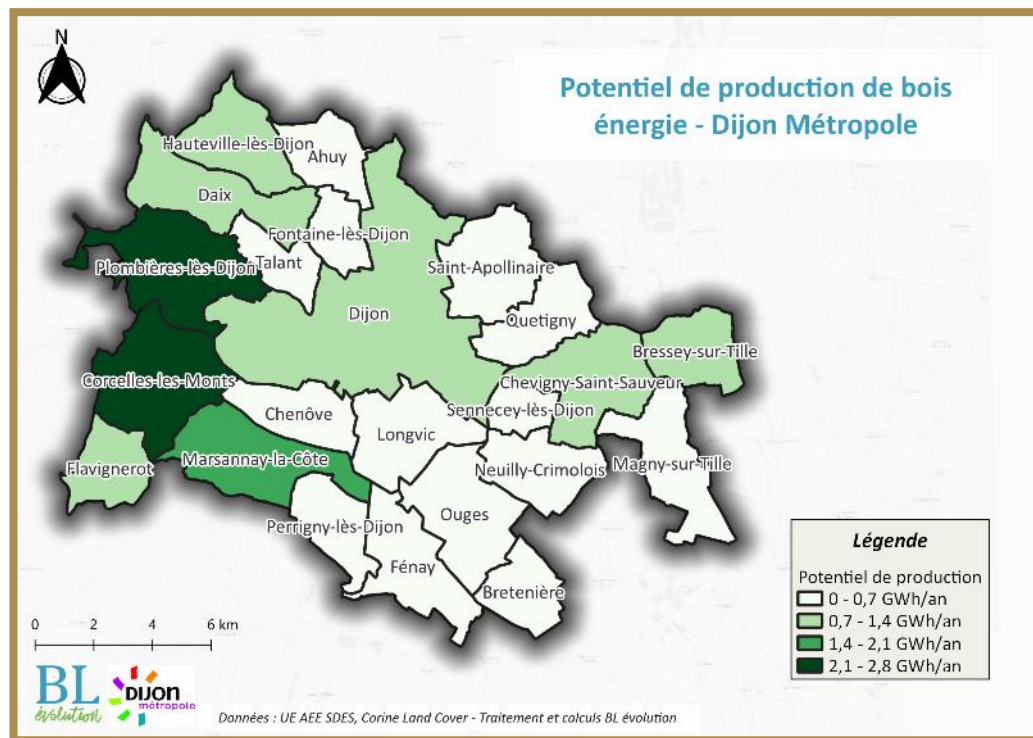 N
Potentiel de production de bois
énergie - Dijon Métropole
Hauteville-lès-Dijon
Ahuy
Daix
Fontaine-lès-Dijon
Talant
Plombières-lès-Dijon
Saint-Apollinaire
Dijon
Quetigny
Bressey-sur-Tille
Corcelles-les-Monts
Chevigny-Saint-Sauveur
Chenôve
Sennecey-lès-Dijon
Longvic
Flavignerot
Marsannay-la-Côte
Neuilly-Crimolois
Magny-sur-Tille
Perrigny-lès-Dijon
Ouges
Fénay
Bretenière
Légende
Potentiel de production
0 - 0,7 GWh/an
0,7 - 1,4 GWh/an
1,4 - 2,1 GWh/an
2,1 - 2,8 GWh/an
0 2 4 6 km
BL
évolution
DIJON
métropole
Données : UE AEE SDES, Corine Land Cover - Traitement et calculs BL évolution